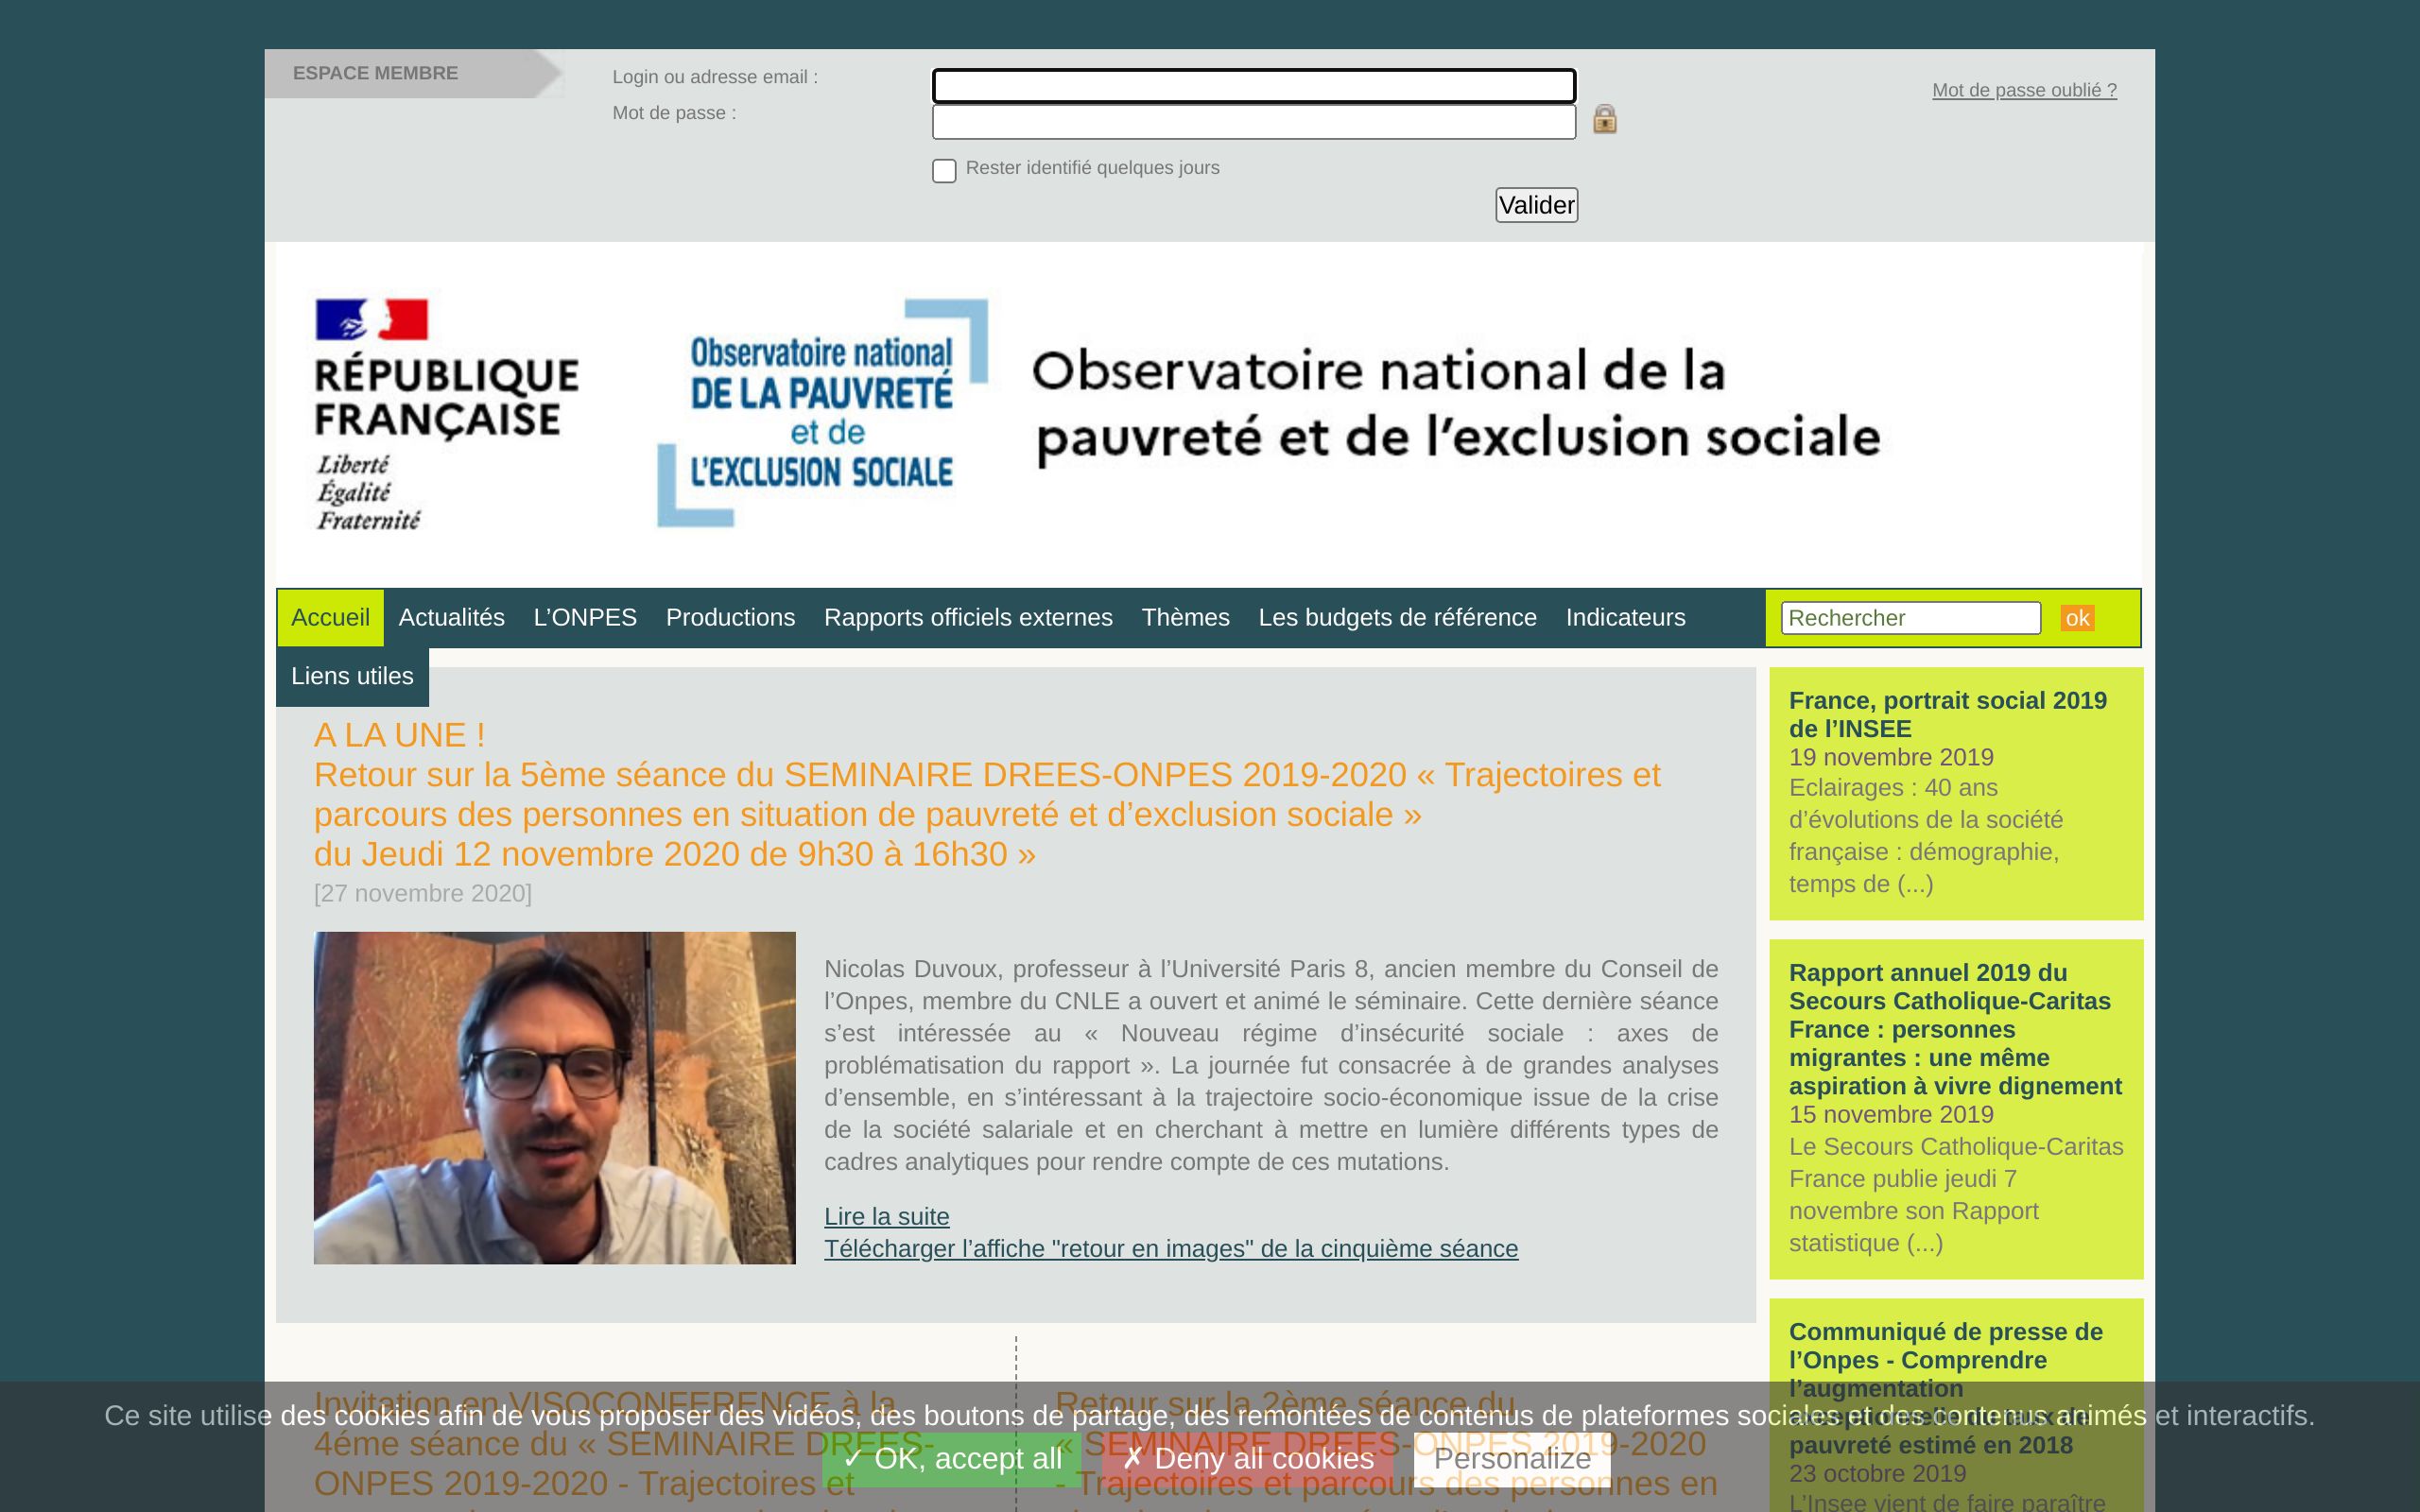 ESPACE MEMBRE
Login ou adresse email :
Mot de passe :
Mot de passe oublié ?
Rester identifié quelques jours
Valider
RÉPUBLIQUE
FRANÇAISE
Liberté
Égalité
Fraternité
Observatoire national
DE LA PAUVRETÉ
et de
L'EXCLUSION SOCIALE
Observatoire national de la
pauvreté et de l'exclusion sociale
Accueil Actualités L’ONPES Productions Rapports officiels externes Thèmes Les budgets de référence Indicateurs
Rechercher ok
Liens utiles
A LA UNE !
Retour sur la 5ème séance du SEMINAIRE DREES-ONPES 2019-2020 « Trajectoires et
parcours des personnes en situation de pauvreté et d’exclusion sociale »
du Jeudi 12 novembre 2020 de 9h30 à 16h30 »
[27 novembre 2020]
Nicolas Duvoux, professeur à l’Université Paris 8, ancien membre du Conseil de
l’Onpes, membre du CNLE a ouvert et animé le séminaire. Cette dernière séance
s’est intéressée au « Nouveau régime d’insécurité sociale : axes de
problématisation du rapport ». La journée fut consacrée à de grandes analyses
d’ensemble, en s’intéressant à la trajectoire socio-économique issue de la crise
de la société salariale et en cherchant à mettre en lumière différents types de
cadres analytiques pour rendre compte de ces mutations.
Lire la suite
Télécharger l’affiche "retour en images" de la cinquième séance
France, portrait social 2019
de l’INSEE
19 novembre 2019
Eclairages : 40 ans
d’évolutions de la société
française : démographie,
temps de (...)
Rapport annuel 2019 du
Secours Catholique-Caritas
France : personnes
migrantes : une même
aspiration à vivre dignement
15 novembre 2019
Le Secours Catholique-Caritas
France publie jeudi 7
novembre son Rapport
statistique (...)
Communiqué de presse de
l’Onpes - Comprendre
l’augmentation
pauvreté estimé en 2018
23 octobre 2019
L’Insee vient de faire paraître
Invitation en VISOCONFERENCE à la
4éme séance du « SEMINAIRE DREES-
ONPES 2019-2020 - Trajectoires et
Retour sur la 2ème séance du
« SEMINAIRE DREES-ONPES 2019-2020
- Trajectoires et parcours des personnes en
Ce site utilise des cookies afin de vous proposer des vidéos, des boutons de partage, des remontées de contenus de plateformes sociales et des contenus animés et interactifs.
✓ OK, accept all ✗ Deny all cookies Personalize